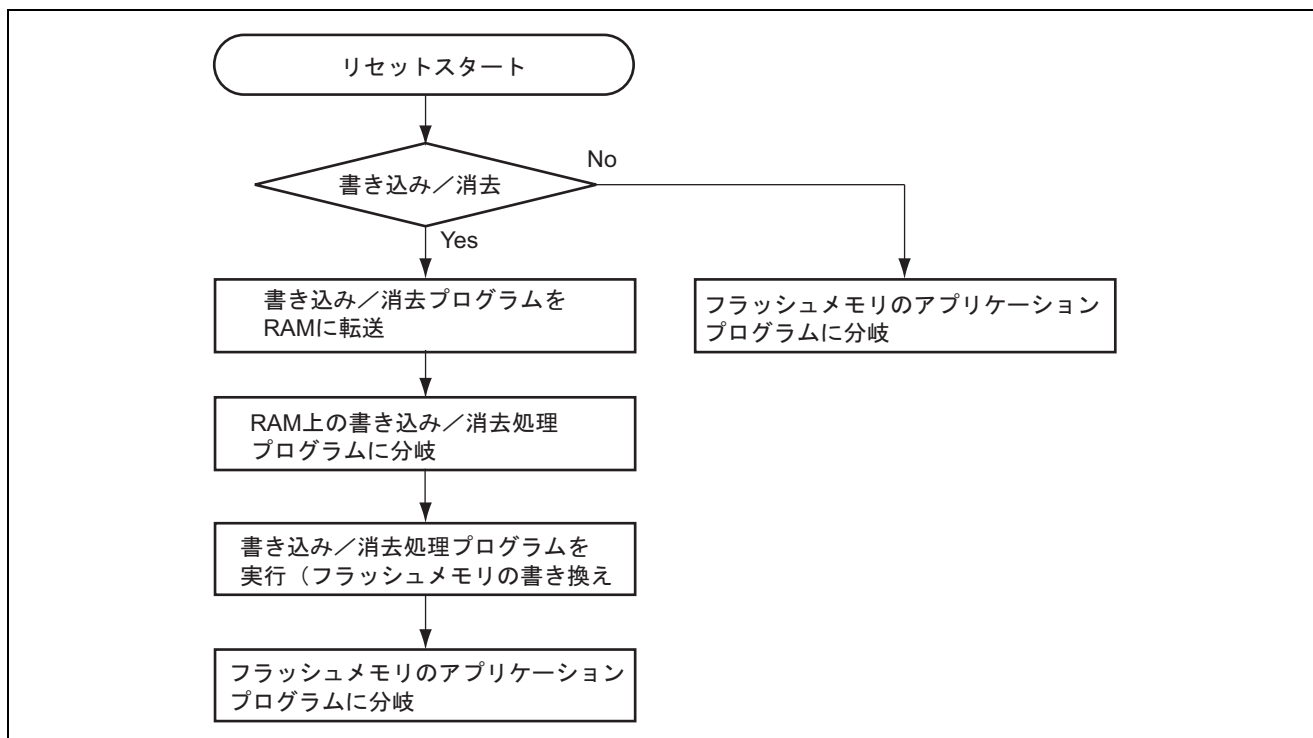 リセットスタート
書き込み／消去
No
Yes
書き込み／消去プログラムを
RAMに転送
フラッシュメモリのアプリケーション
プログラムに分岐
RAM上の書き込み／消去処理
プログラムに分岐
書き込み／消去処理プログラムを
実行（フラッシュメモリの書き換え
フラッシュメモリのアプリケーション
プログラムに分岐